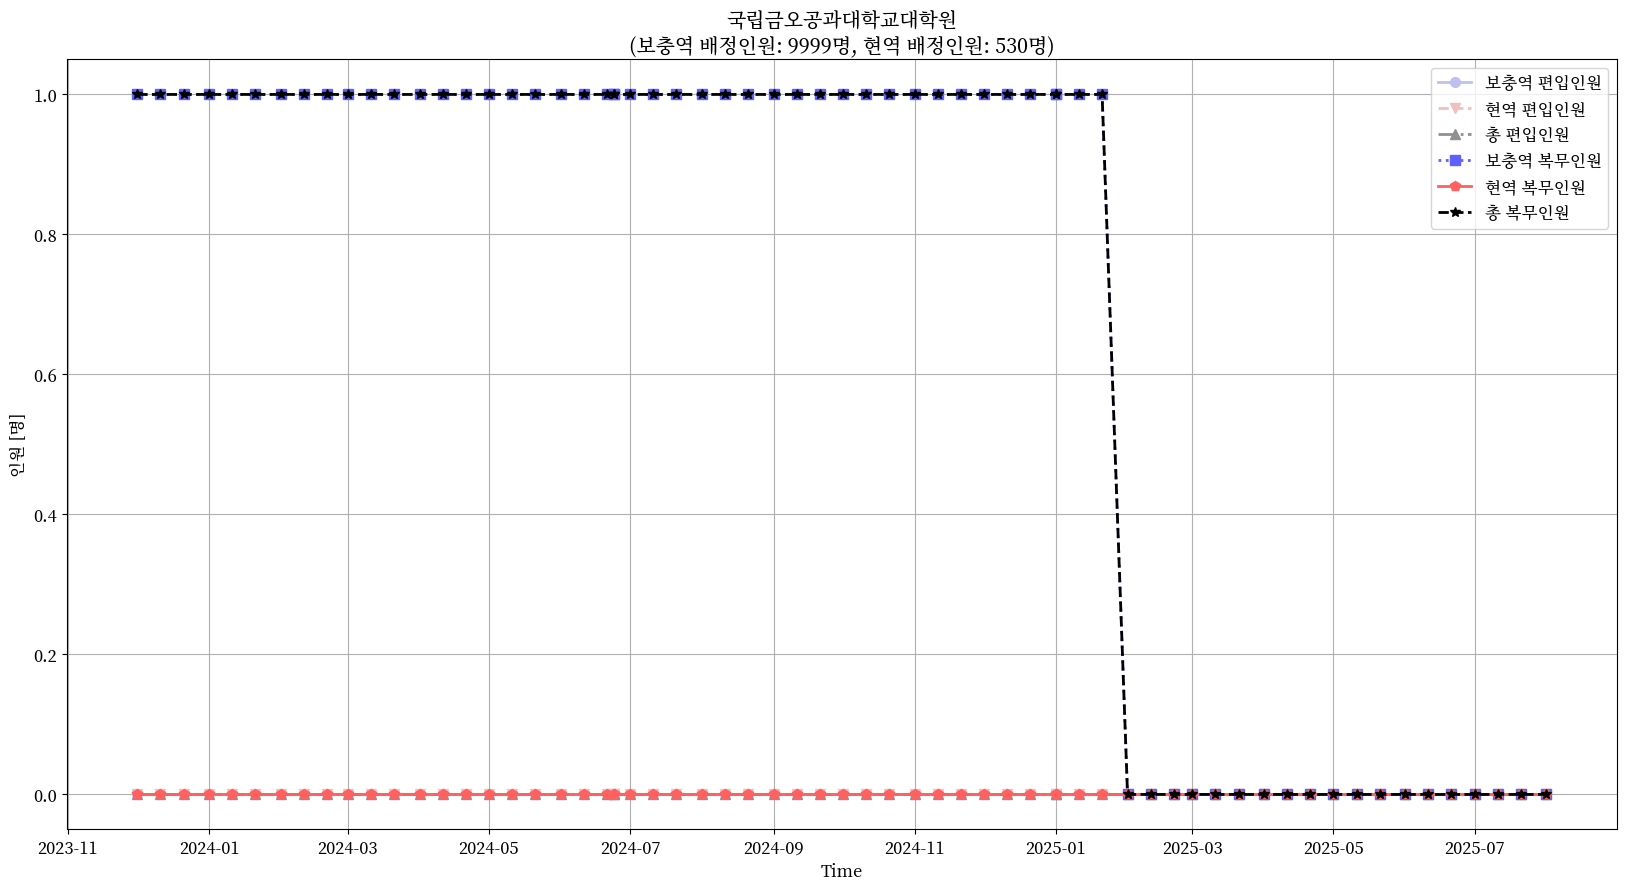 국립금오공과대학교대학원
(보충역 배정인원: 9999명, 현역 배정인원: 530명)
보충역 편입인원
현역 편입인원
총 편입인원
보충역 복무인원
현역 복무인원
총 복무인원
인원 [명]
1.0
0.8
0.6
0.4
0.2
0.0
2023-11
2024-01
2024-03
2024-05
2024-07
2024-09
2024-11
2025-01
2025-03
2025-05
2025-07
Time